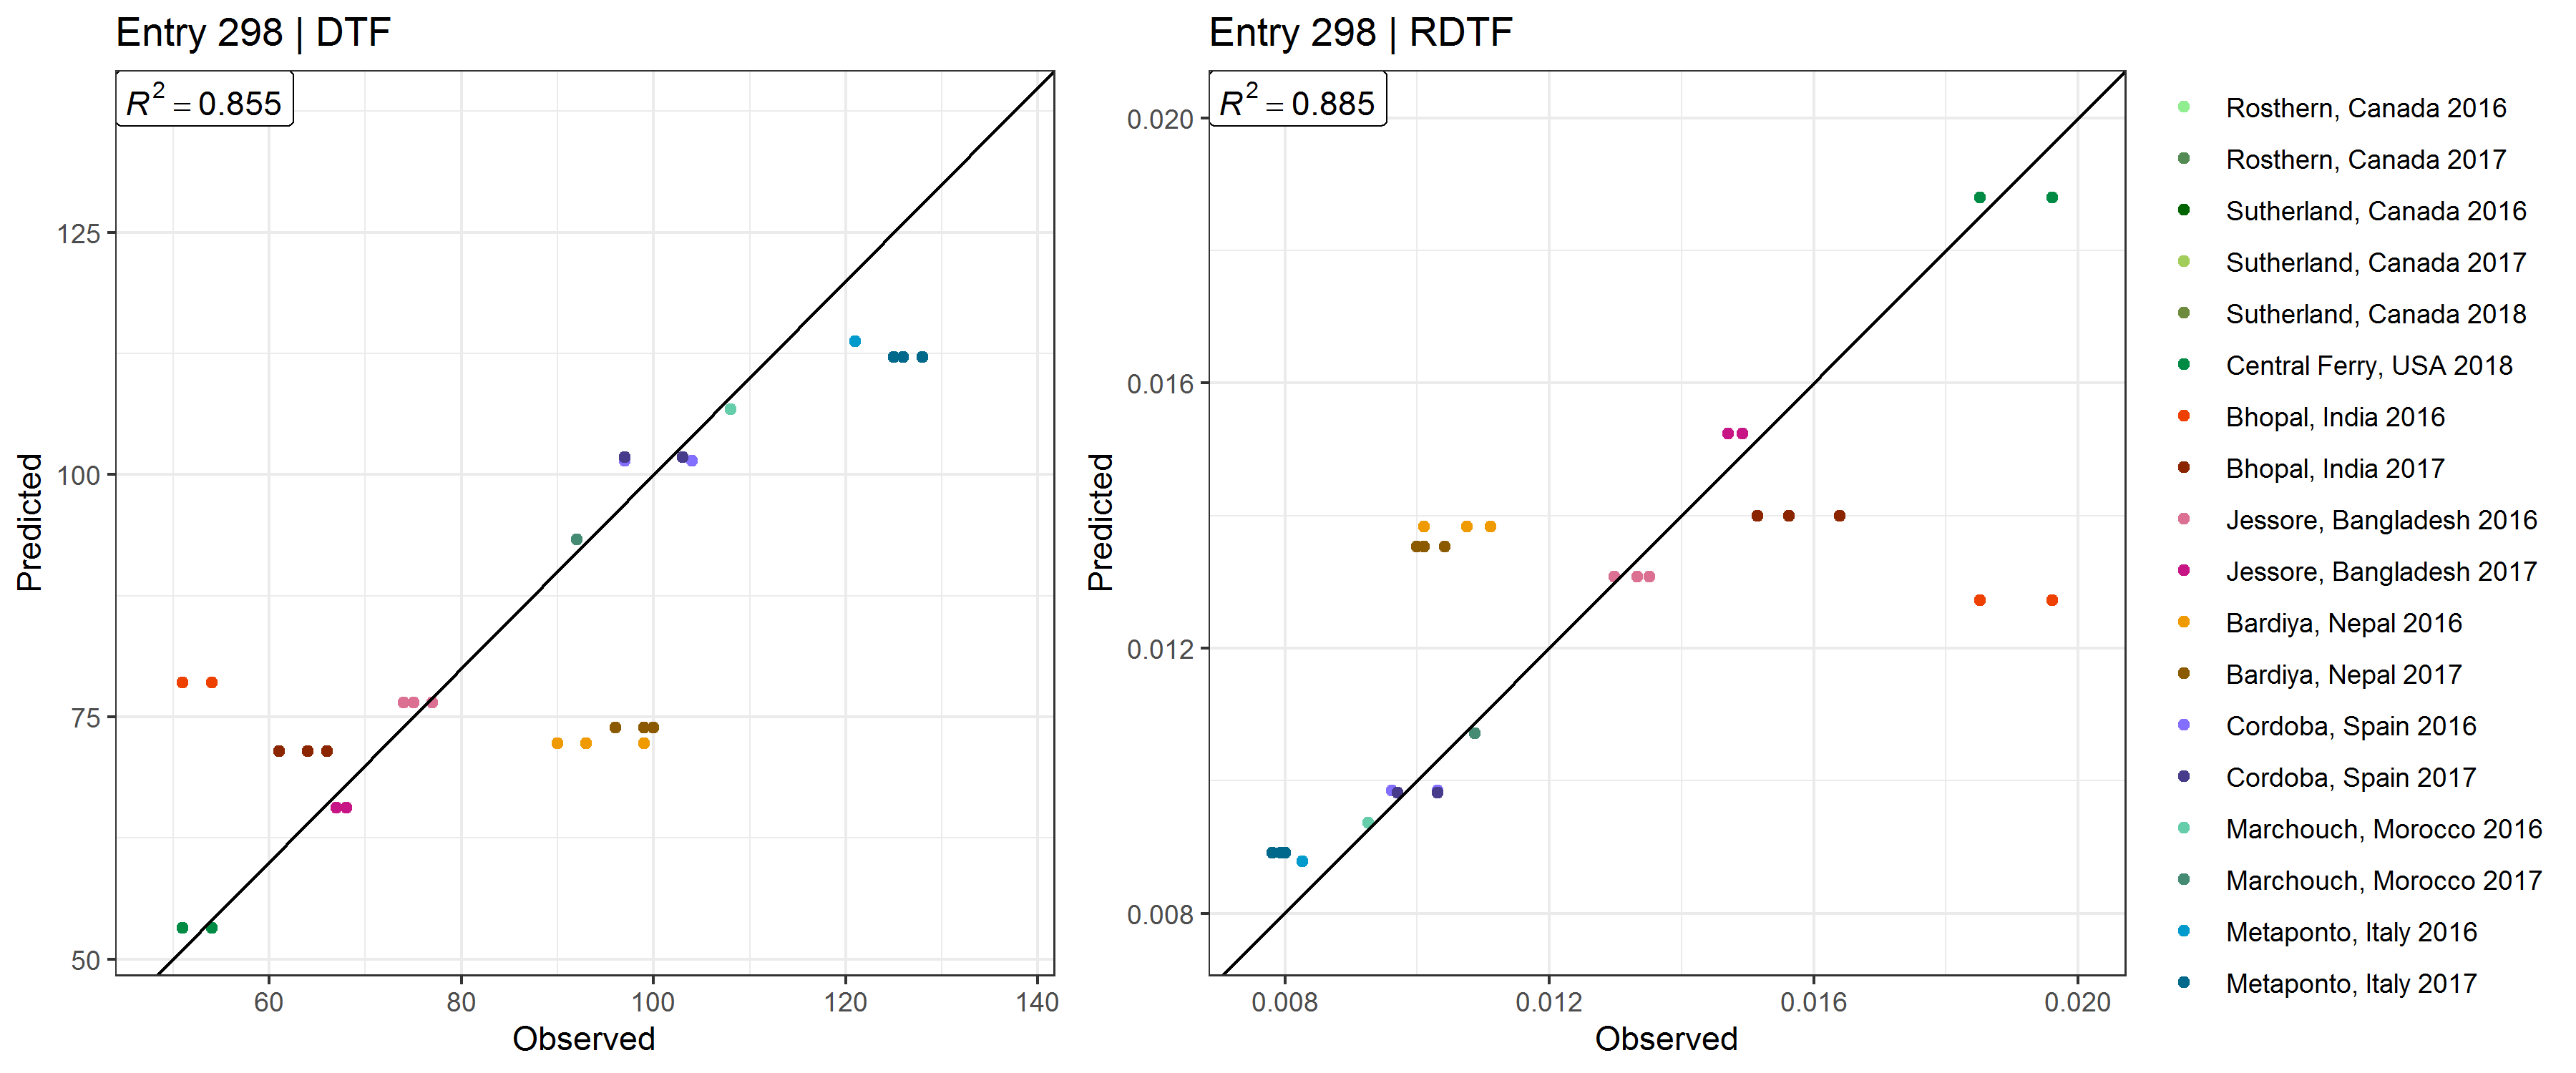 Entry 298 | DTF
R² = 0.855
125
100
75
50
Predicted
60 80 100 120 140
Observed
Entry 298 | RDTF
R² = 0.885
0.020
0.016
0.012
0.008
Predicted
0.008 0.012 0.016 0.020
Observed
Rosthern, Canada 2016
Rosthern, Canada 2017
Sutherland, Canada 2016
Sutherland, Canada 2017
Sutherland, Canada 2018
Central Ferry, USA 2018
Bhopal, India 2016
Bhopal, India 2017
Jessore, Bangladesh 2016
Jessore, Bangladesh 2017
Bardiya, Nepal 2016
Bardiya, Nepal 2017
Cordoba, Spain 2016
Cordoba, Spain 2017
Marchouch, Morocco 2016
Marchouch, Morocco 2017
Metaponto, Italy 2016
Metaponto, Italy 2017